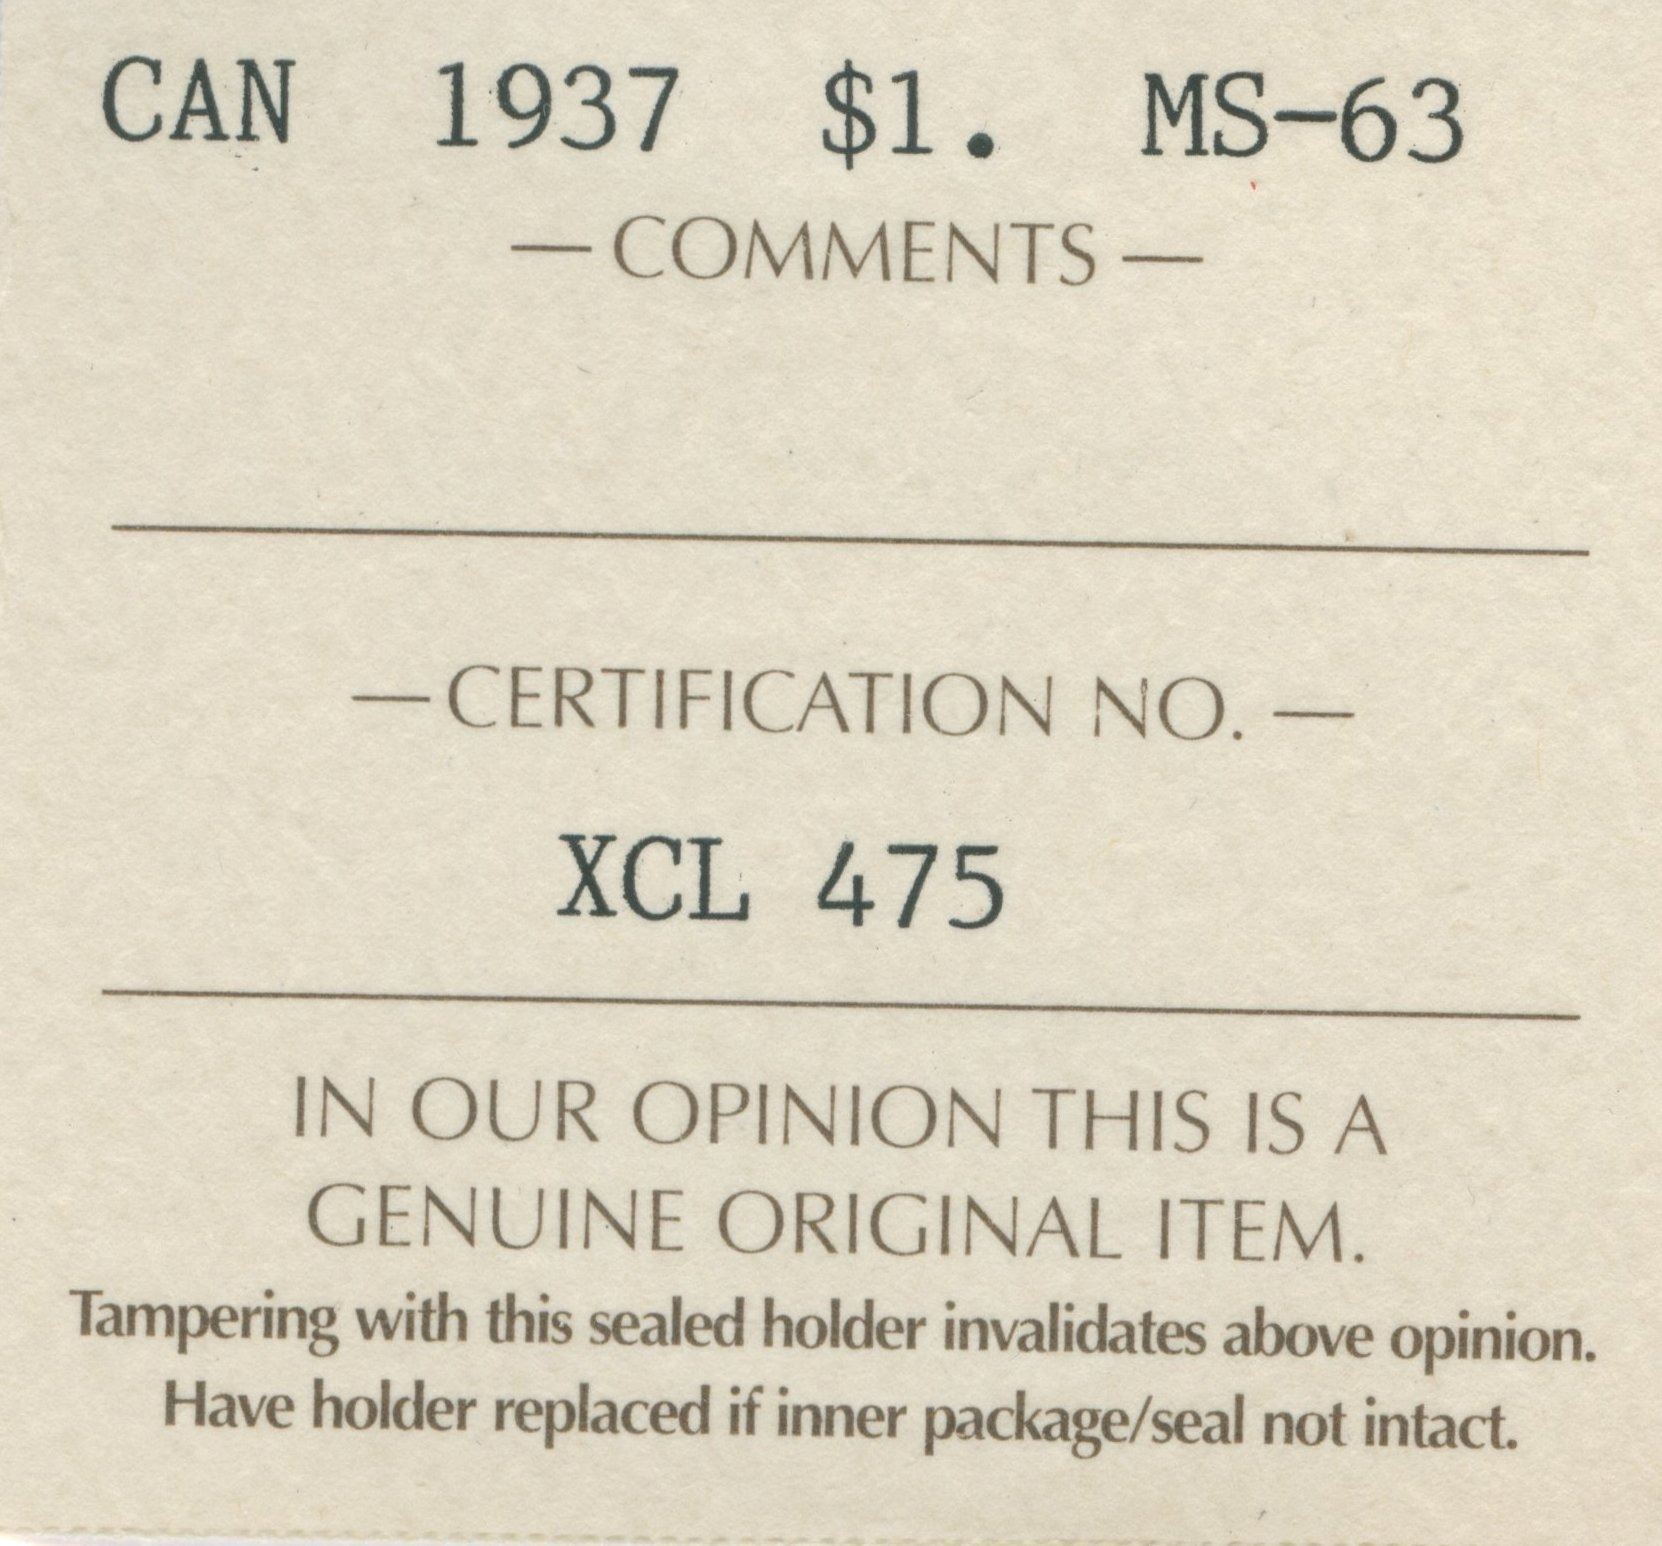 CAN 1937 $1. MS-63
— COMMENTS —
— CERTIFICATION NO. —
XCL 475
IN OUR OPINION THIS IS A
GENUINE ORIGINAL ITEM.
Tampering with this sealed holder invalidates above opinion.
Have holder replaced if inner package/seal not intact.